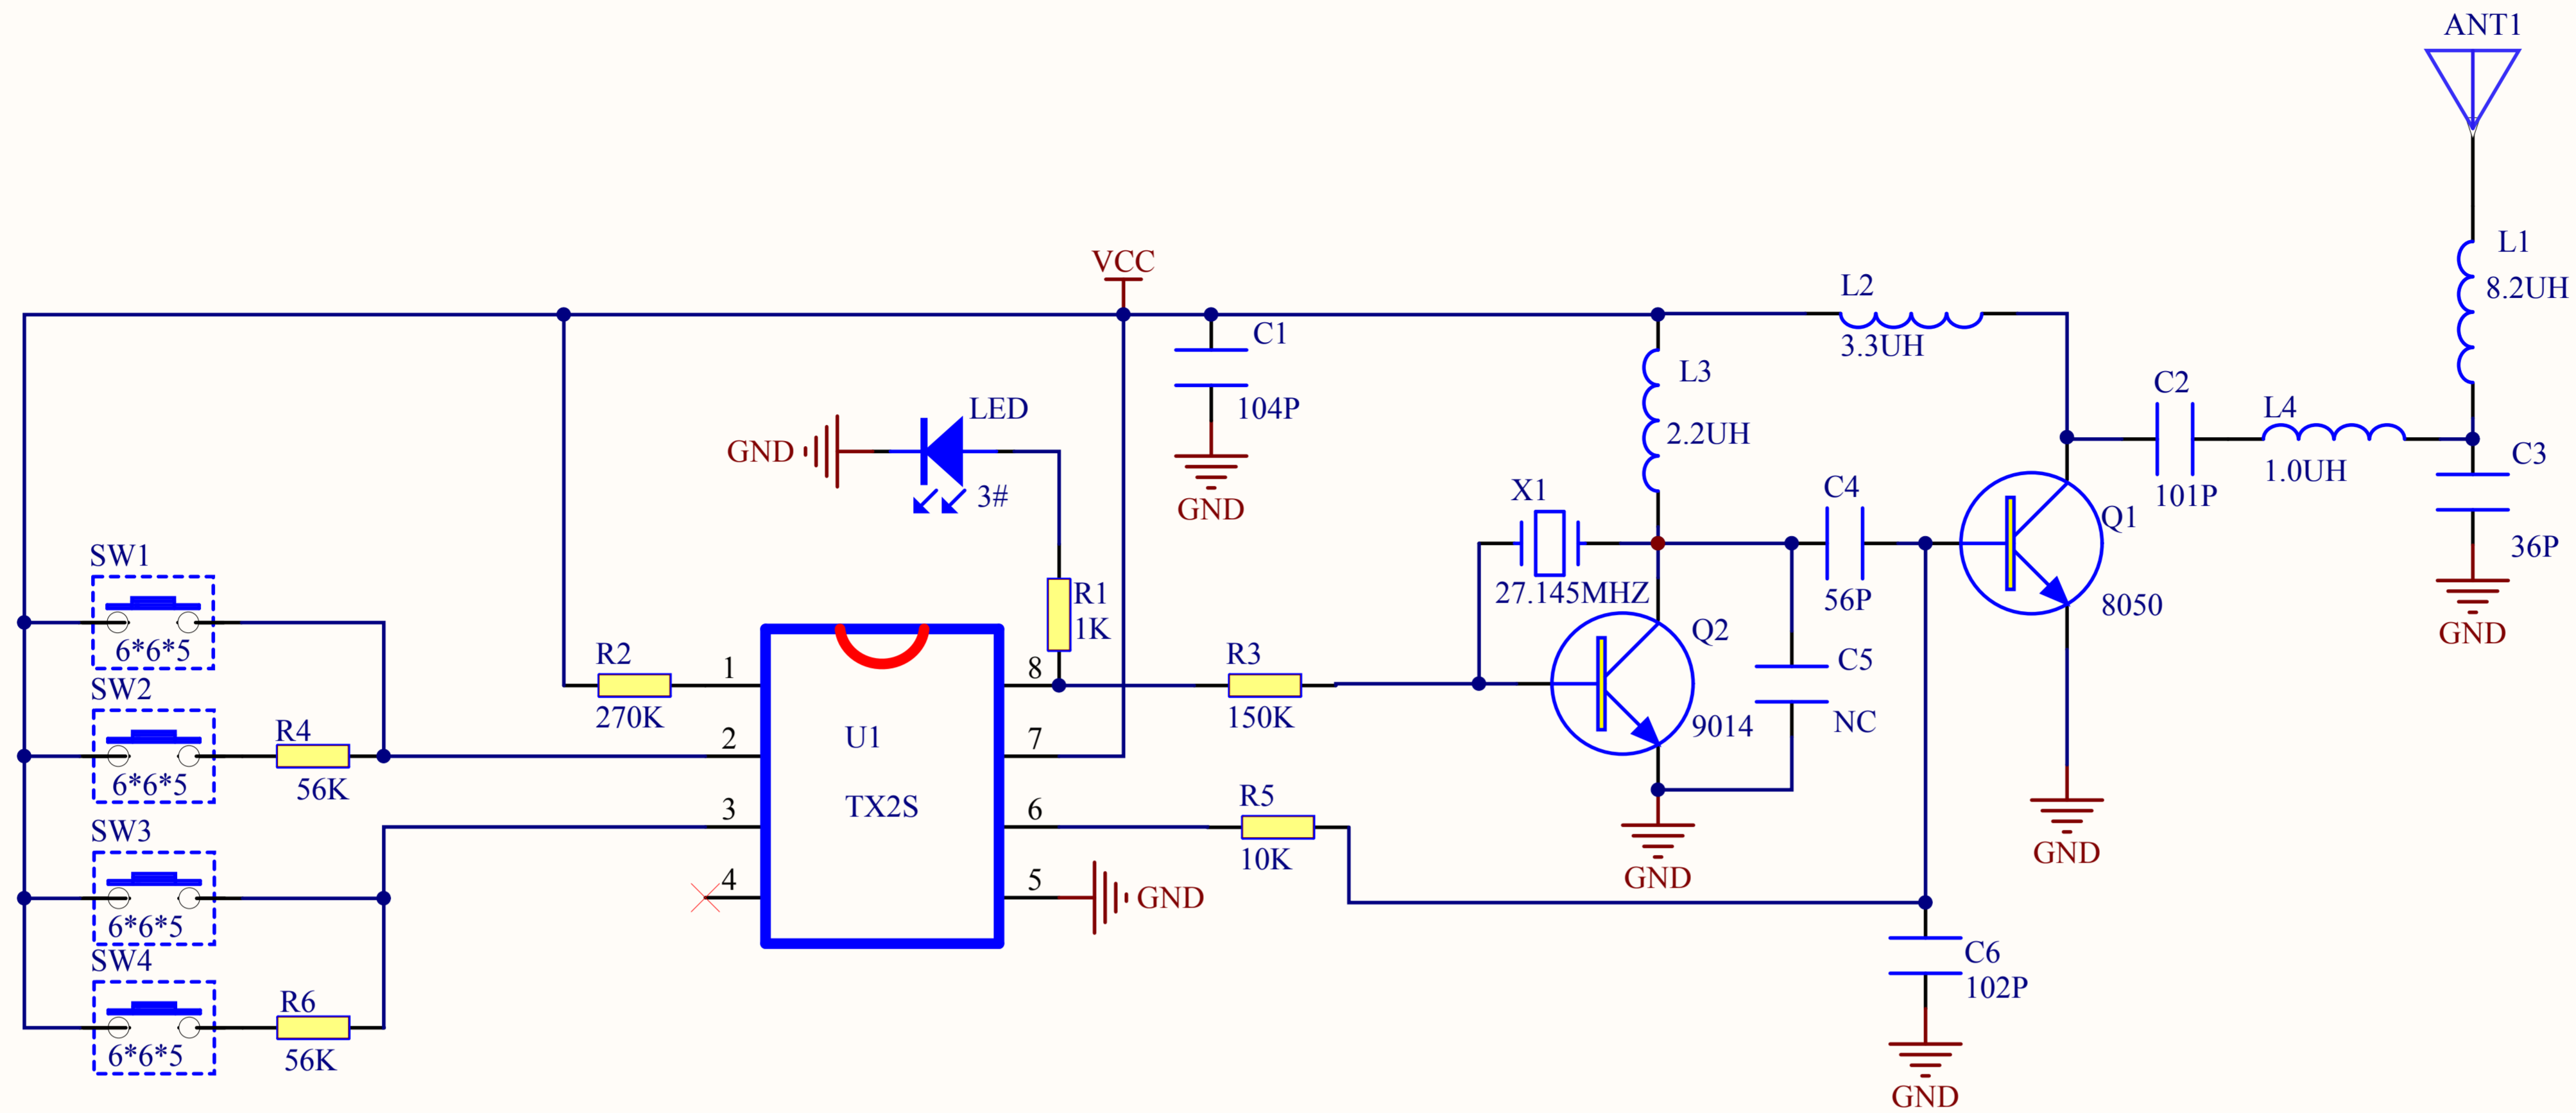 ANT1
L1
8.2UH
VCC
L2
3.3UH
C1
104P
L3
2.2UH
C2
101P
L4
1.0UH
C3
36P
GND
LED
3#
GND
GND
X1
27.145MHZ
C4
56P
Q1
8050
SW1
6*6*5
R1
1K
Q2
9014
C5
NC
R2
270K
1
8
R3
150K
SW2
6*6*5
R4
56K
2
U1
7
TX2S
3
6
R5
10K
GND
GND
SW3
6*6*5
4
5
GND
SW4
6*6*5
R6
56K
C6
102P
GND